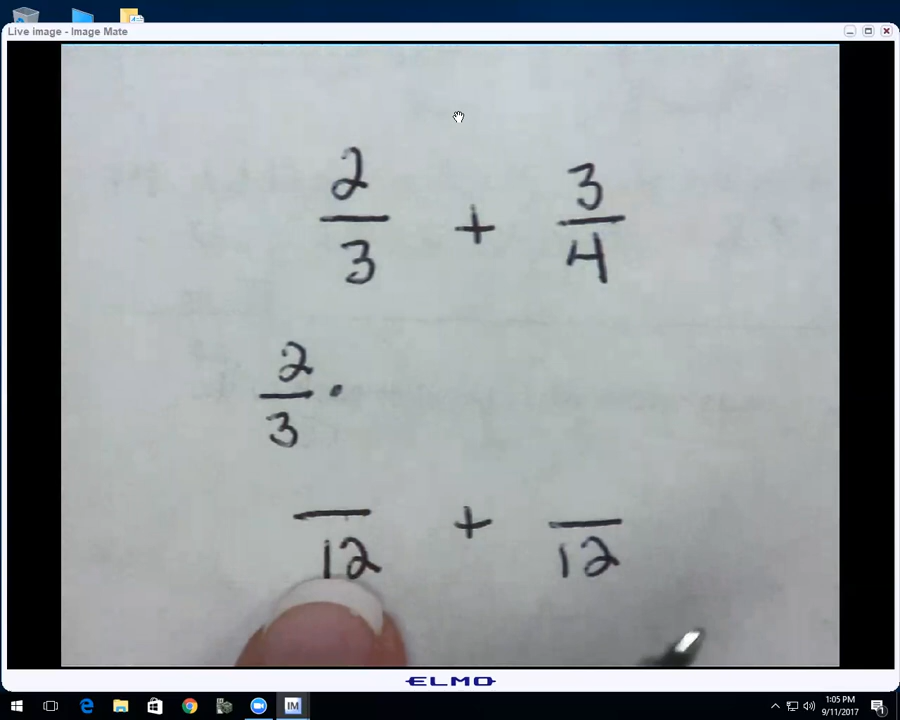 Live image - Image Mate
2/3 + 3/4
2/3 ·
/12 + /12
ELMO
IM
1:05 PM
9/11/2017